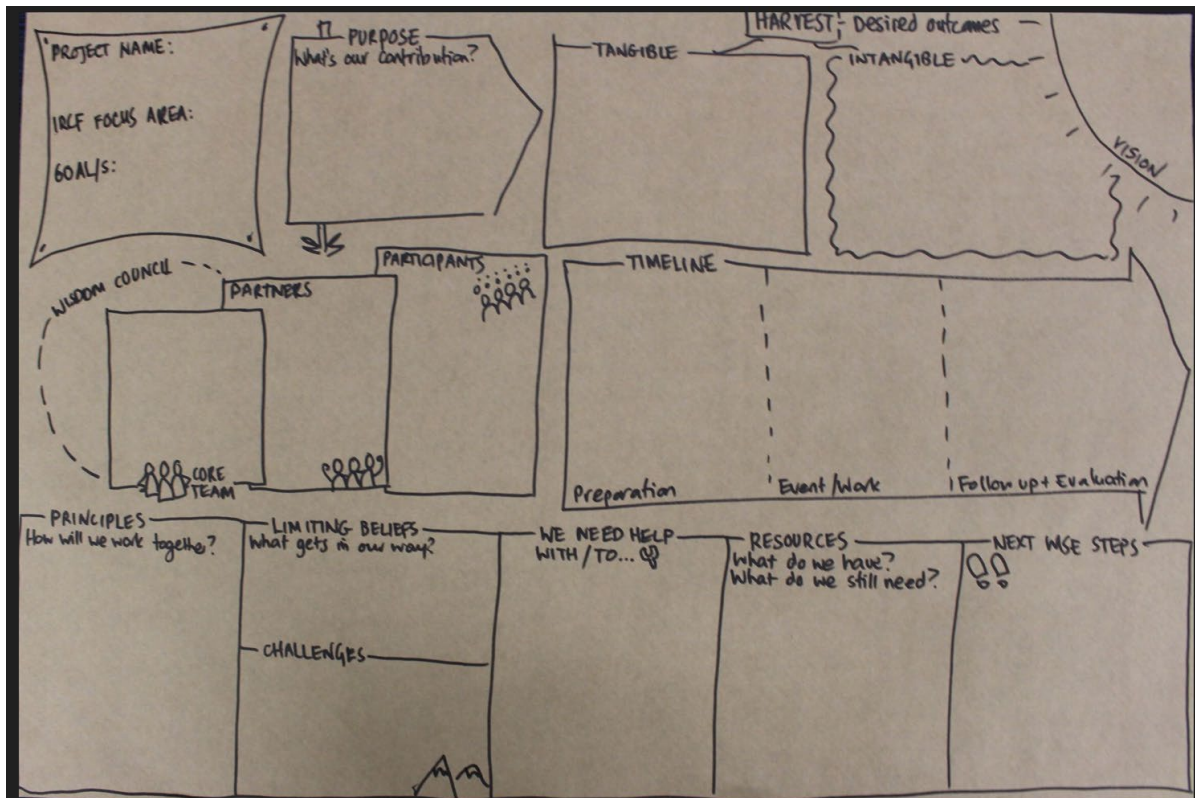 PROJECT NAME:
IRCF FOCUS AREA:
GOAL/S:
PURPOSE
What's our contribution?
HARVEST: Desired outcomes
TANGIBLE
INTANGIBLE
VISION
WISDOM COUNCIL
PARTNERS
PARTICIPANTS
CORE
TEAM
TIMELINE
Preparation
Event/Work
Follow up + Evaluation
PRINCIPLES
How will we work together?
LIMITING BELIEFS
What gets in our way?
CHALLENGES
WE NEED HELP
WITH / TO...
RESOURCES
What do we have?
What do we still need?
NEXT WISE STEPS